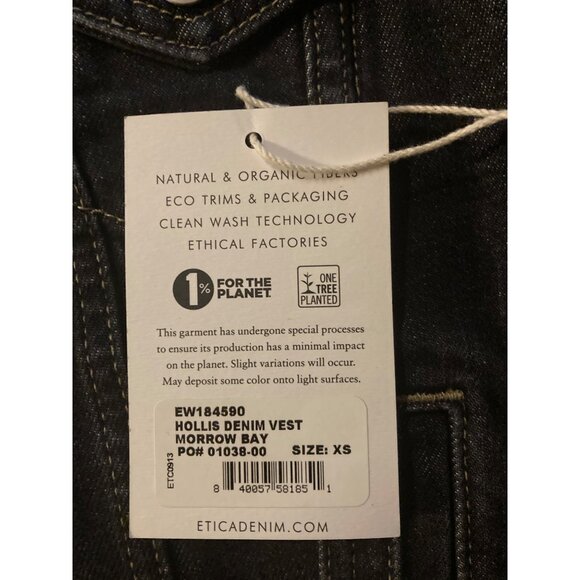 NATURAL & ORGANIC FIBERS
ECO TRIMS & PACKAGING
CLEAN WASH TECHNOLOGY
ETHICAL FACTORIES
1% FOR THE
PLANET
ONE
TREE
PLANTED
This garment has undergone special processes
to ensure its production has a minimal impact
on the planet. Slight variations will occur.
May deposit some color onto light surfaces.
EW184590
HOLLIS DENIM VEST
MORROW BAY
PO# 01038-00 SIZE: XS
ETC0913
8 40057 58185 1
ETICADENIM.COM